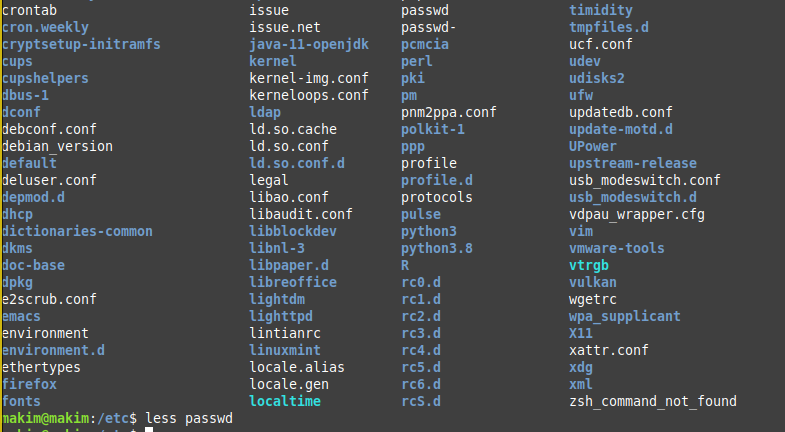 crontab issue passwd timidity
cron.weekly issue.net passwd- tmpfiles.d
cryptsetup-initramfs java-11-openjdk pcmcia ucf.conf
cups kernel perl udev
cupshelpers kernel-img.conf pki udisks2
dbus-1 kerneloops.conf pm ufw
dconf ldap pnm2ppa.conf updatedb.conf
debconf.conf ld.so.cache polkit-1 update-motd.d
debian_version ld.so.conf ppp UPower
default ld.so.conf.d profile upstream-release
deluser.conf legal profile.d usb_modeswitch.conf
depmod.d libao.conf protocols usb_modeswitch.d
dhcp libaudit.conf pulse vdpau_wrapper.cfg
dictionaries-common libblockdev python3 vim
dkms libnl-3 python3.8 vmware-tools
doc-base libpaper.d R vtrgb
dpkg libreoffice rc0.d vulkan
e2scrub.conf lightdm rc1.d wgetrc
emacs lighttpd rc2.d wpa_supplicant
environment lintianrc rc3.d X11
environment.d linuxmint rc4.d xattr.conf
ethertypes locale.alias rc5.d xdg
firefox locale.gen rc6.d xml
fonts localtime rcS.d zsh_command_not_found
makim@makim:/etc$ less passwd